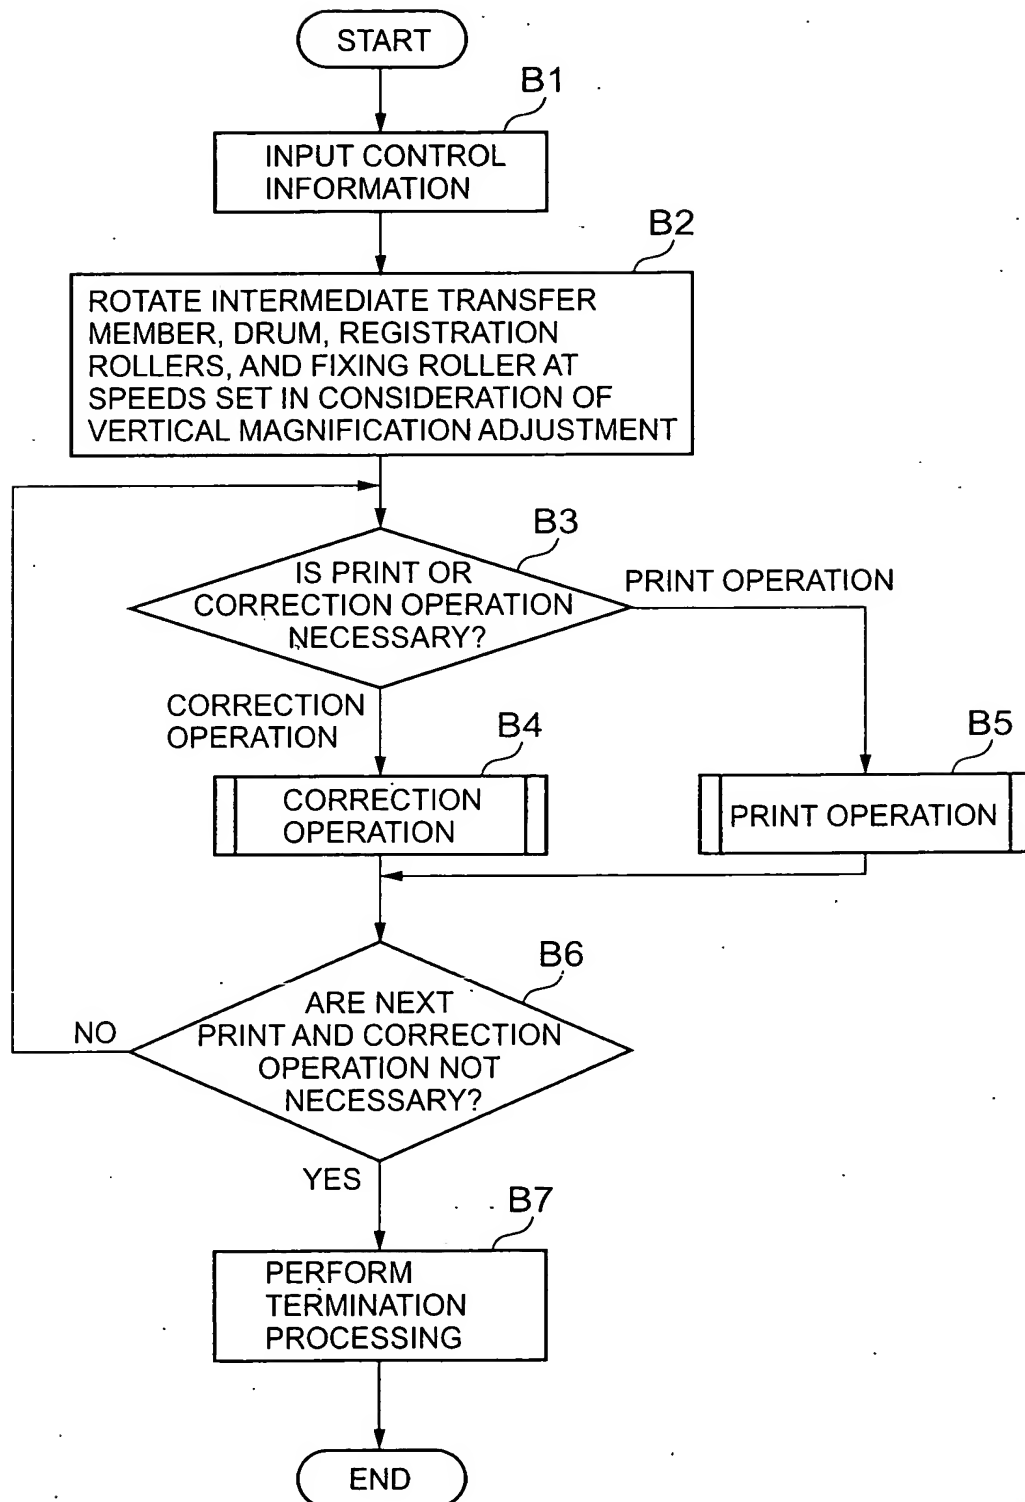 START
B1
INPUT CONTROL
INFORMATION
B2
ROTATE INTERMEDIATE TRANSFER
MEMBER, DRUM, REGISTRATION
ROLLERS, AND FIXING ROLLER AT
SPEEDS SET IN CONSIDERATION OF
VERTICAL MAGNIFICATION ADJUSTMENT
B3
IS PRINT OR
CORRECTION OPERATION
NECESSARY?
PRINT OPERATION
CORRECTION
OPERATION
B4
CORRECTION
OPERATION
B5
PRINT OPERATION
B6
ARE NEXT
PRINT AND CORRECTION
OPERATION NOT
NECESSARY?
NO
YES
B7
PERFORM
TERMINATION
PROCESSING
END